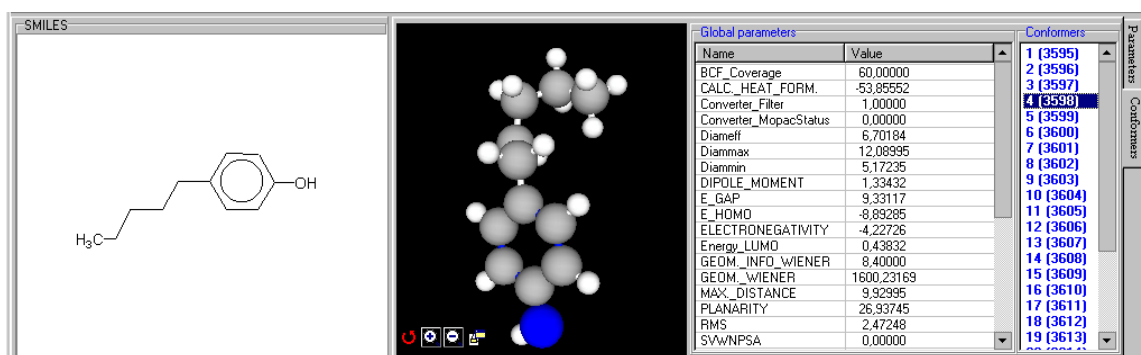 SMILES
OH
H₃C
Global parameters
Name Value
BCF_Coverage 60,00000
CALC._HEAT_FORM. -53,85552
Converter_Filter 1,00000
Converter_MopacStatus 0,00000
Diameff 6,70184
Diammax 12,08995
Diammin 5,17235
DIPOLE_MOMENT 1,33432
E_GAP 9,33117
E_HOMO -8,89285
ELECTRONEGATIVITY -4,22726
Energy_LUMO 0,43832
GEOM._INFO_WIENER 8,40000
GEOM._WIENER 1600,23169
MAX._DISTANCE 9,92995
PLANARITY 26,93745
RMS 2,47248
SVWNPSA 0,00000
Conformers
1 (3595)
2 (3596)
3 (3597)
4 (3598)
5 (3599)
6 (3600)
7 (3601)
8 (3602)
9 (3603)
10 (3604)
11 (3605)
12 (3606)
13 (3607)
14 (3608)
15 (3609)
16 (3610)
17 (3611)
18 (3612)
19 (3613)
Parameters
Conformers